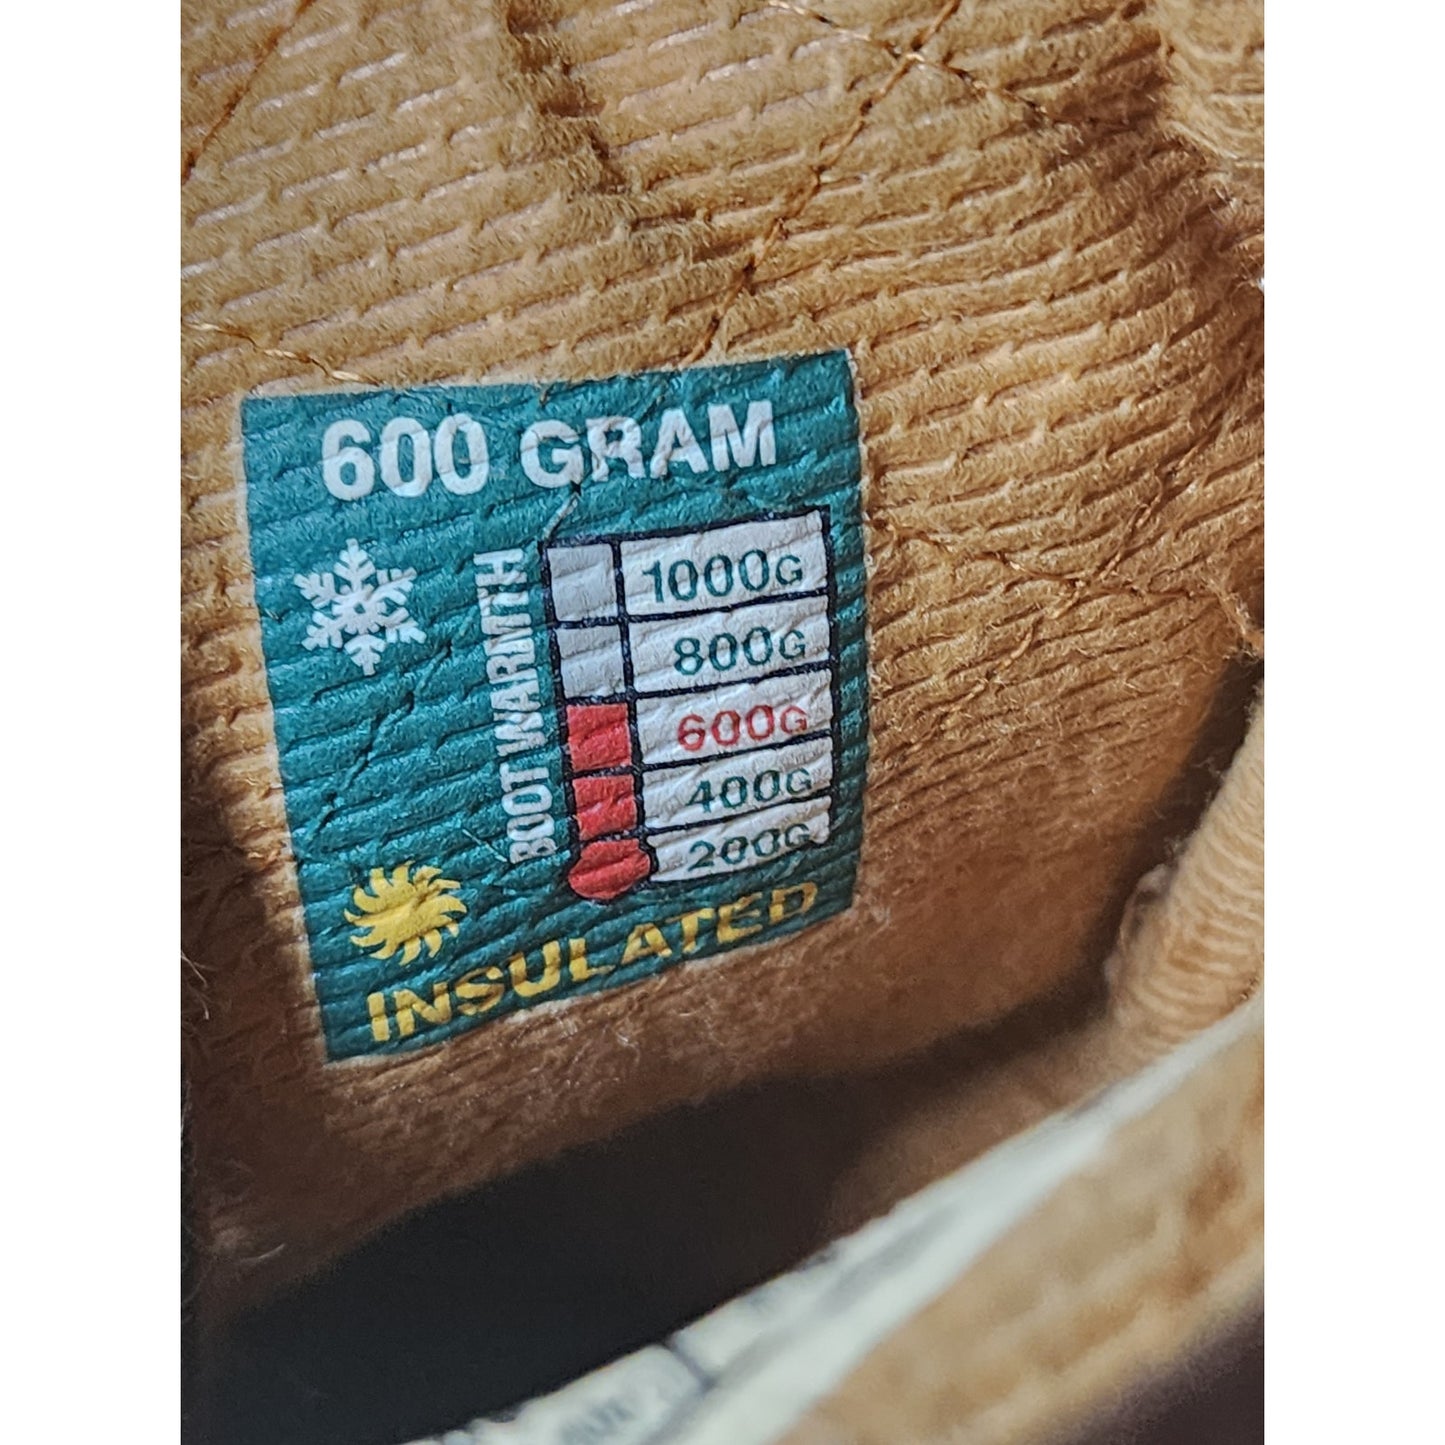 600 GRAM
BOOT WARMTH
1000G
800G
600G
400G
200G
INSULATED